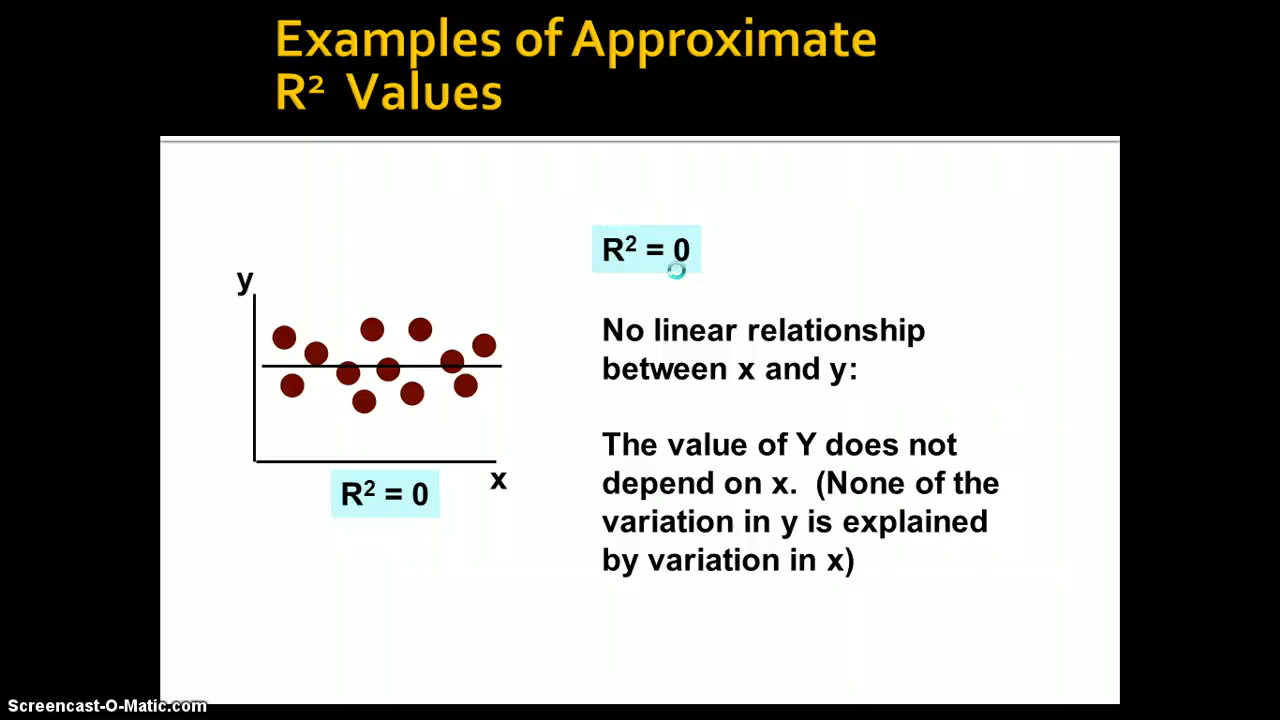 Examples of Approximate
R² Values
R² = 0
y
No linear relationship
between x and y:
The value of Y does not
depend on x. (None of the
variation in y is explained
by variation in x)
x
R² = 0
Screencast-O-Matic.com